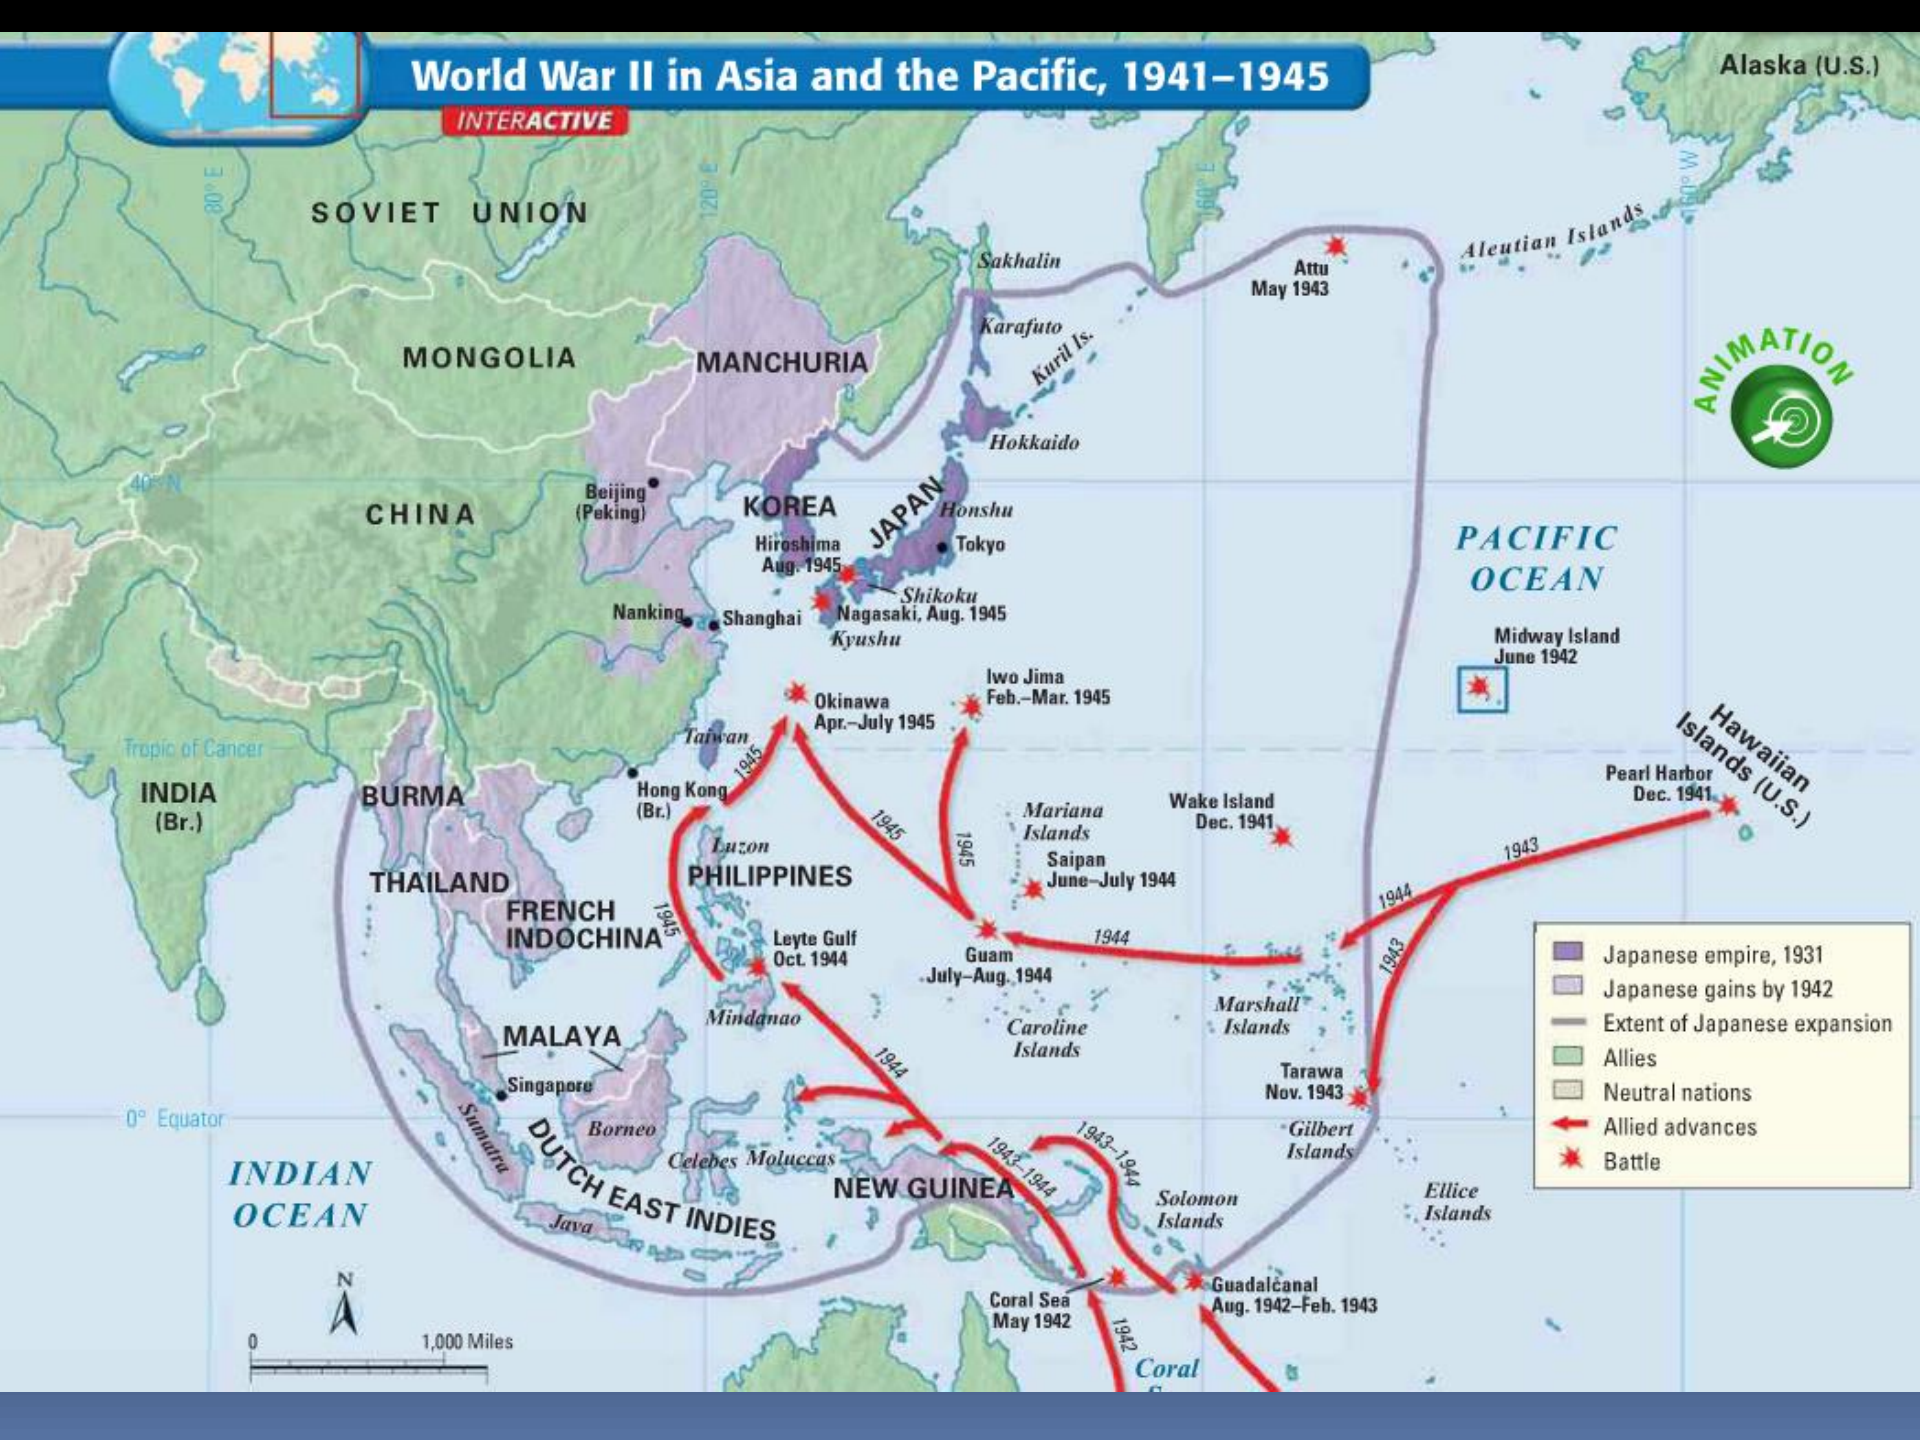 World War II in Asia and the Pacific, 1941–1945
INTERACTIVE
Alaska (U.S.)
80° E
120° E
160° E
160° W
SOVIET UNION
Sakhalin
Aleutian Islands
Attu
May 1943
Karafuto
Kuril Is.
MONGOLIA
MANCHURIA
ANIMATION
Hokkaido
40° N
CHINA
Beijing
(Peking)
KOREA
JAPAN
Honshu
Tokyo
Hiroshima
Aug. 1945
Shikoku
Nagasaki, Aug. 1945
Kyushu
Nanking
Shanghai
PACIFIC
OCEAN
Midway Island
June 1942
Iwo Jima
Feb.–Mar. 1945
Okinawa
Apr.–July 1945
Taiwan
1945
Tropic of Cancer
INDIA
(Br.)
BURMA
Hong Kong
(Br.)
Hawaiian
Islands (U.S.)
Pearl Harbor
Dec. 1941
Wake Island
Dec. 1941
Mariana
Islands
Saipan
June–July 1944
1945
1945
Luzon
PHILIPPINES
THAILAND
FRENCH
INDOCHINA
1945
Leyte Gulf
Oct. 1944
Guam
July–Aug. 1944
1944
1943
1944
1943
Mindanao
Caroline
Islands
Marshall
Islands
MALAYA
Singapore
1944
Tarawa
Nov. 1943
Gilbert
Islands
0° Equator
Sumatra
Borneo
Celebes
Moluccas
DUTCH EAST INDIES
Java
NEW GUINEA
1943–1944
1943–1944
Solomon
Islands
Ellice
Islands
INDIAN
OCEAN
Coral Sea
May 1942
Guadalcanal
Aug. 1942–Feb. 1943
1942
Coral
N
0
1,000 Miles
Japanese empire, 1931
Japanese gains by 1942
Extent of Japanese expansion
Allies
Neutral nations
Allied advances
Battle